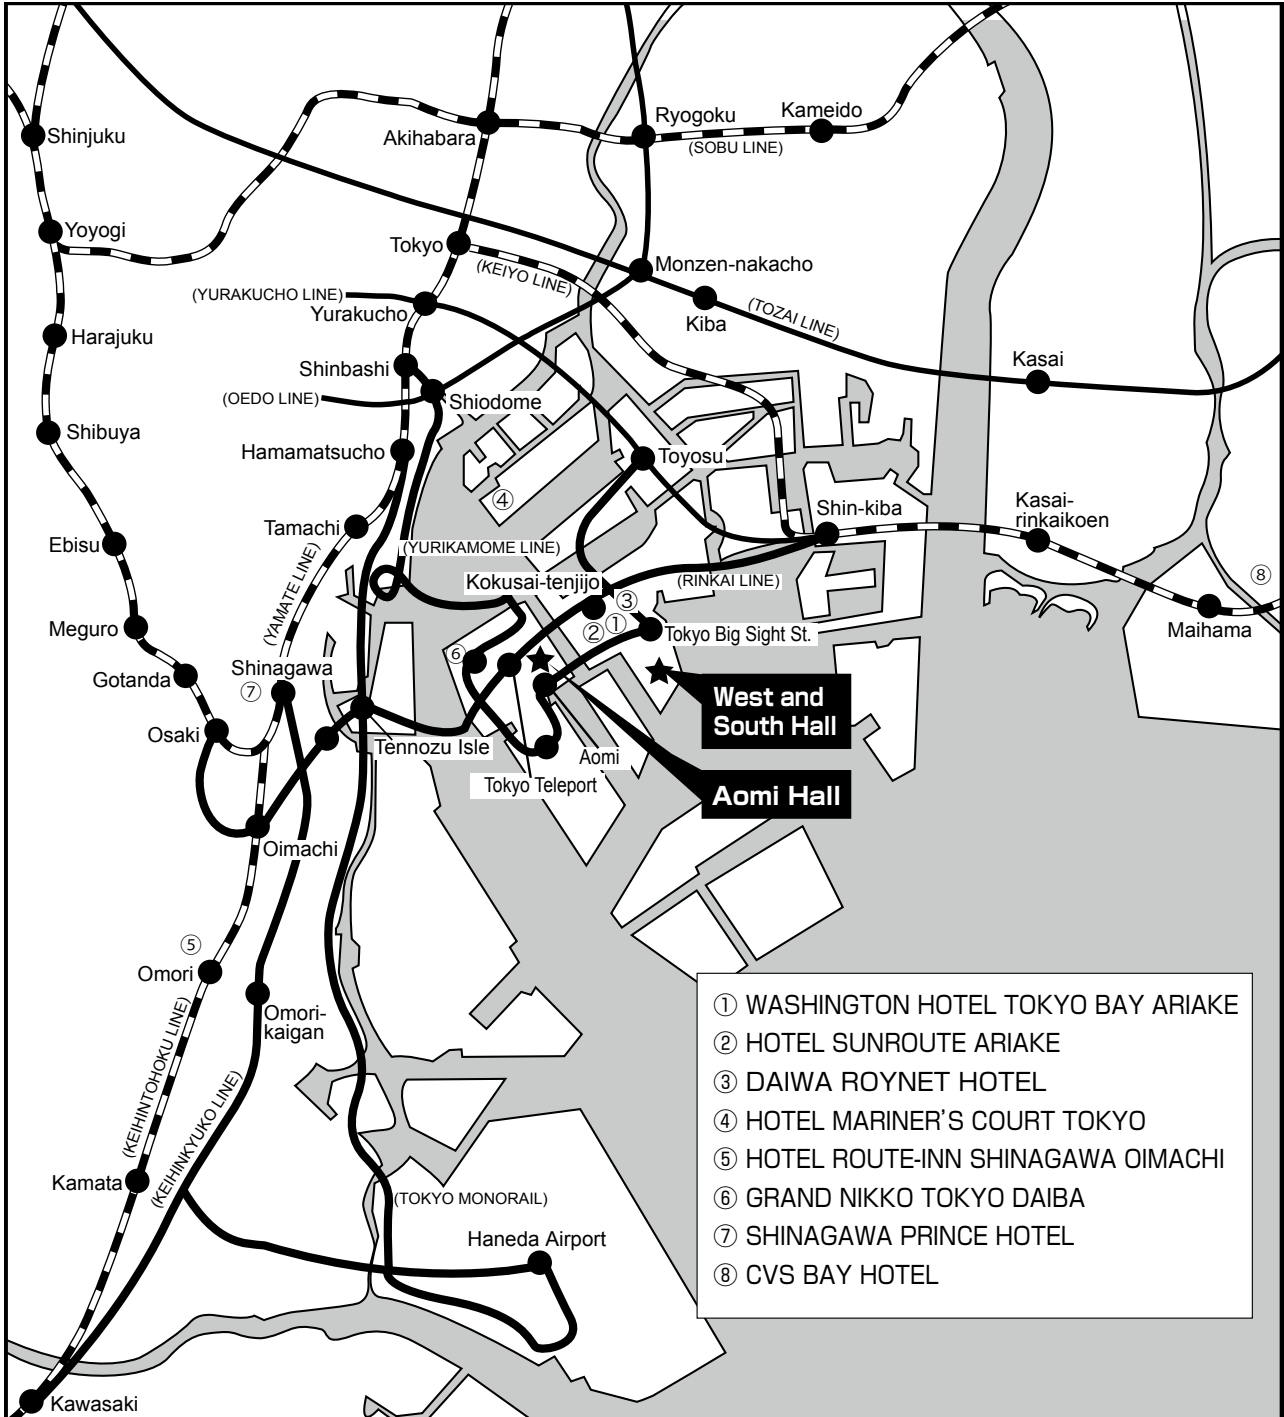 Shinjuku
Akihabara
Ryogoku
Kameido
(SOBU LINE)
Yoyogi
Tokyo
(KEIYO LINE)
Monzen-nakacho
(YURAKUCHO LINE)
Yurakucho
Kiba
(TOZAI LINE)
Harajuku
Shinbashi
Kasai
(OEDO LINE)
Shiodome
Shibuya
Hamamatsucho
Toyosu
④
Tamachi
Shin-kiba
Kasai-
rinkaikoen
Ebisu
(YURIKAMOME LINE)
(YAMATE LINE)
Kokusai-tenjijo
(RINKAI LINE)
⑧
③
①
②
Meguro
Tokyo Big Sight St.
Maihama
Shinagawa
⑥
Gotanda
⑦
West and
South Hall
Osaki
Tennozu Isle
Aomi
Tokyo Teleport
Aomi Hall
Oimachi
⑤
Omori
Omori-
kaigan
(KEIHINTOHOKU LINE)
(KEIHINKYUKO LINE)
Kamata
(TOKYO MONORAIL)
Haneda Airport
Kawasaki
① WASHINGTON HOTEL TOKYO BAY ARIAKE
② HOTEL SUNROUTE ARIAKE
③ DAIWA ROYNET HOTEL
④ HOTEL MARINER'S COURT TOKYO
⑤ HOTEL ROUTE-INN SHINAGAWA OIMACHI
⑥ GRAND NIKKO TOKYO DAIBA
⑦ SHINAGAWA PRINCE HOTEL
⑧ CVS BAY HOTEL